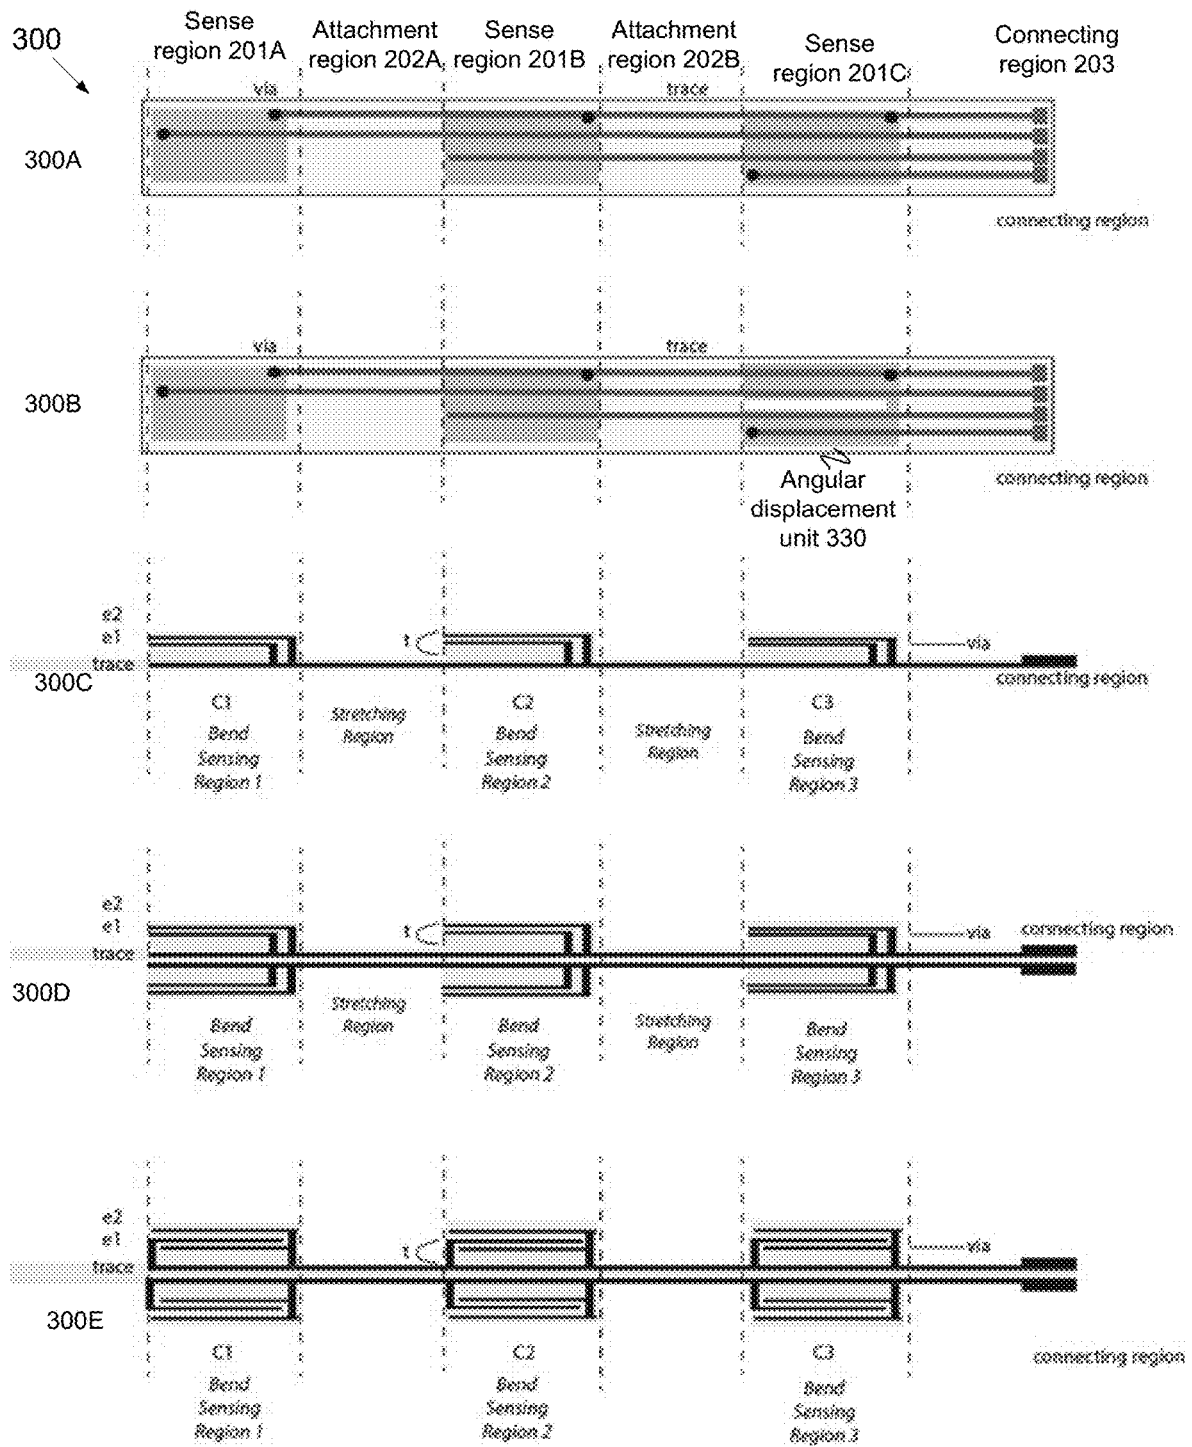 300
Sense
region 201A
Attachment
region 202A
Sense
region 201B
Attachment
region 202B
Sense
region 201C
Connecting
region 203
via
trace
300A
connecting region
via
trace
300B
connecting region
Angular
displacement
unit 330
e2
e1
trace
t
via
300C
connecting region
C1
Bend
Sensing
Region 1
Stretching
Region
C2
Bend
Sensing
Region 2
Stretching
Region
C3
Bend
Sensing
Region 3
e2
e1
trace
t
via
connecting region
300D
Bend
Sensing
Region 1
Stretching
Region
Bend
Sensing
Region 2
Stretching
Region
Bend
Sensing
Region 3
e2
e1
trace
t
via
300E
connecting region
C1
Bend
Sensing
Region 1
C2
Bend
Sensing
Region 2
C3
Bend
Sensing
Region 3